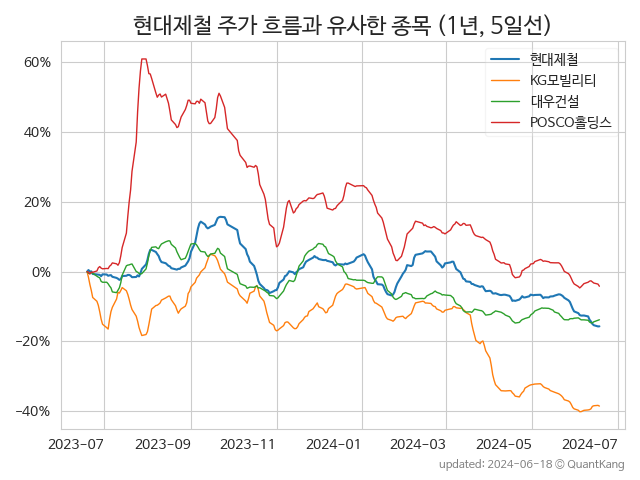 현대제철 주가 흐름과 유사한 종목 (1년, 5일선)
현대제철
KG모빌리티
대우건설
POSCO홀딩스
60%
40%
20%
0%
−20%
−40%
2023−07
2023−09
2023−11
2024−01
2024−03
2024−05
2024−07
updated: 2024−06−18 © QuantKang